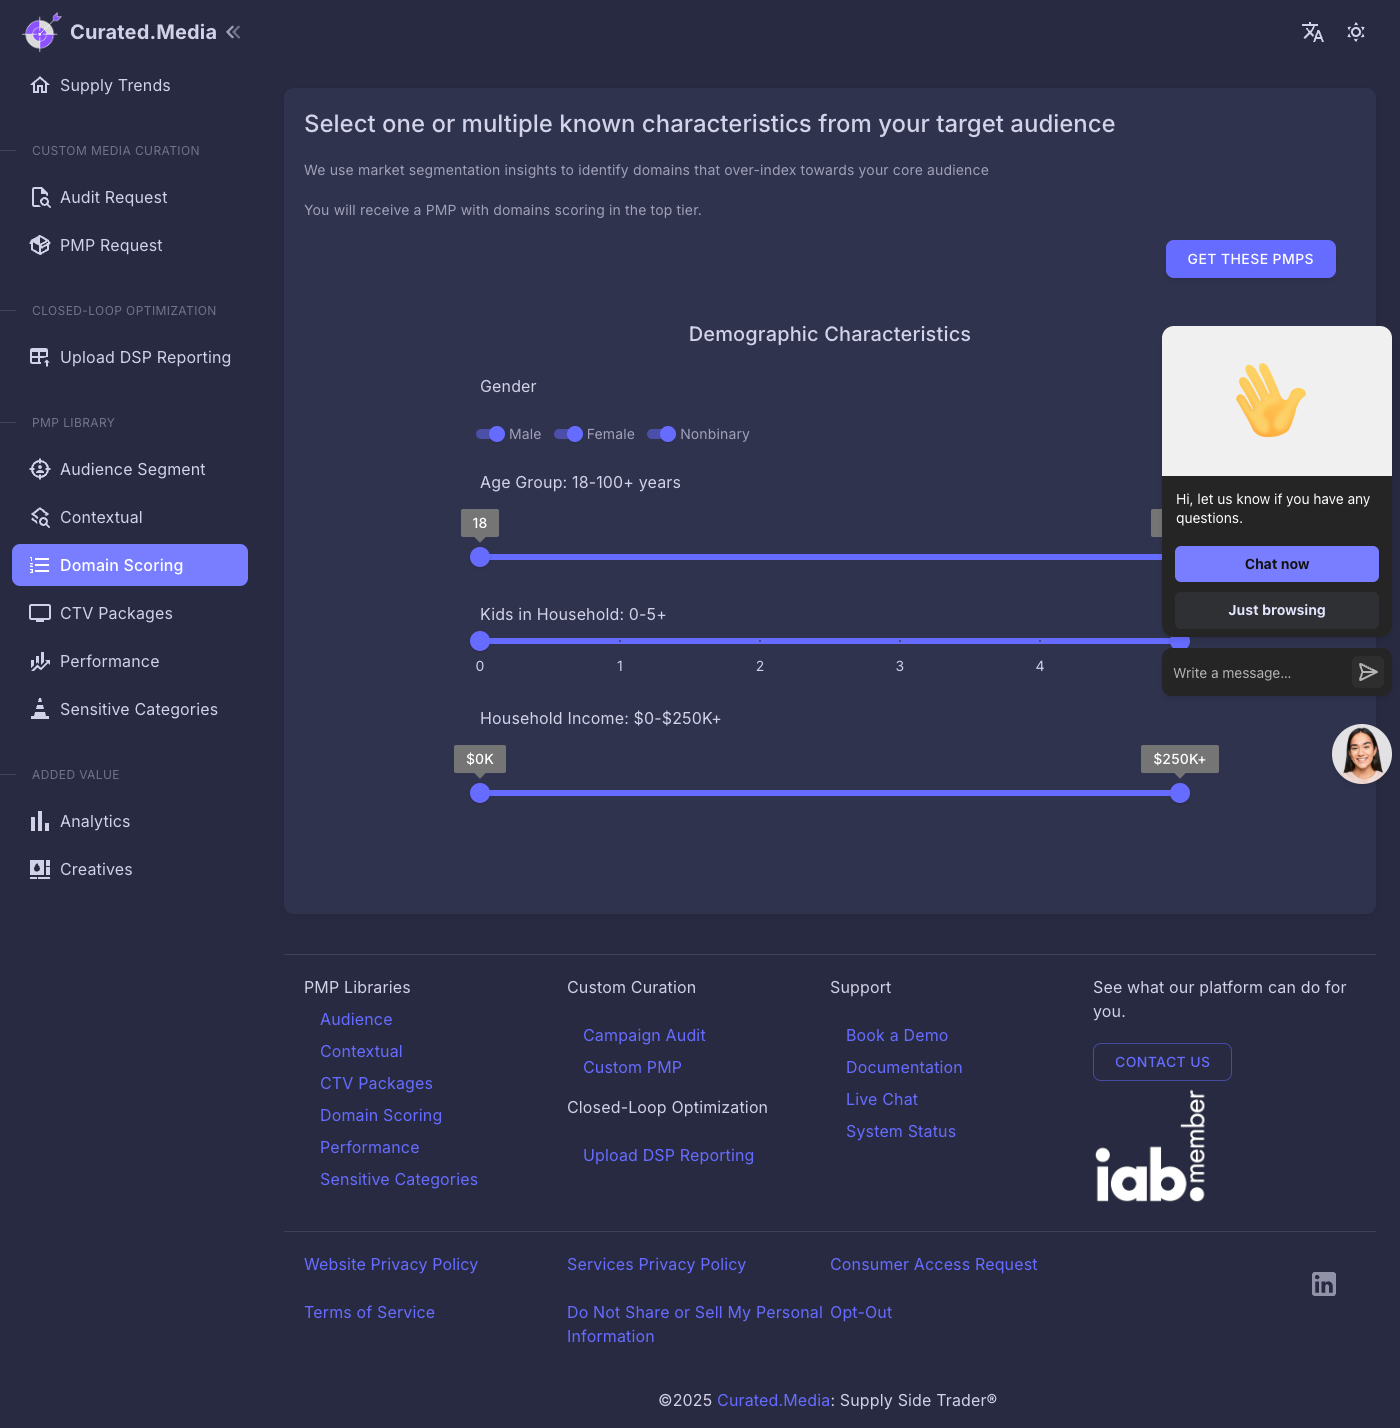 Curated.Media
Supply Trends
CUSTOM MEDIA CURATION
Audit Request
PMP Request
CLOSED-LOOP OPTIMIZATION
Upload DSP Reporting
PMP LIBRARY
Audience Segment
Contextual
Domain Scoring
CTV Packages
Performance
Sensitive Categories
ADDED VALUE
Analytics
Creatives
Select one or multiple known characteristics from your target audience
We use market segmentation insights to identify domains that over-index towards your core audience
You will receive a PMP with domains scoring in the top tier.
GET THESE PMPS
Demographic Characteristics
Gender
Male Female Nonbinary
Age Group: 18-100+ years
18
Kids in Household: 0-5+
0 1 2 3 4
Household Income: $0-$250K+
$0K $250K+
Hi, let us know if you have any
questions.
Chat now
Just browsing
Write a message...
PMP Libraries
Audience
Contextual
CTV Packages
Domain Scoring
Performance
Sensitive Categories
Custom Curation
Campaign Audit
Custom PMP
Closed-Loop Optimization
Upload DSP Reporting
Support
Book a Demo
Documentation
Live Chat
System Status
See what our platform can do for
you.
CONTACT US
iab. member
Website Privacy Policy
Services Privacy Policy
Consumer Access Request
Terms of Service
Do Not Share or Sell My Personal
Information
Opt-Out
in
©2025 Curated.Media: Supply Side Trader®